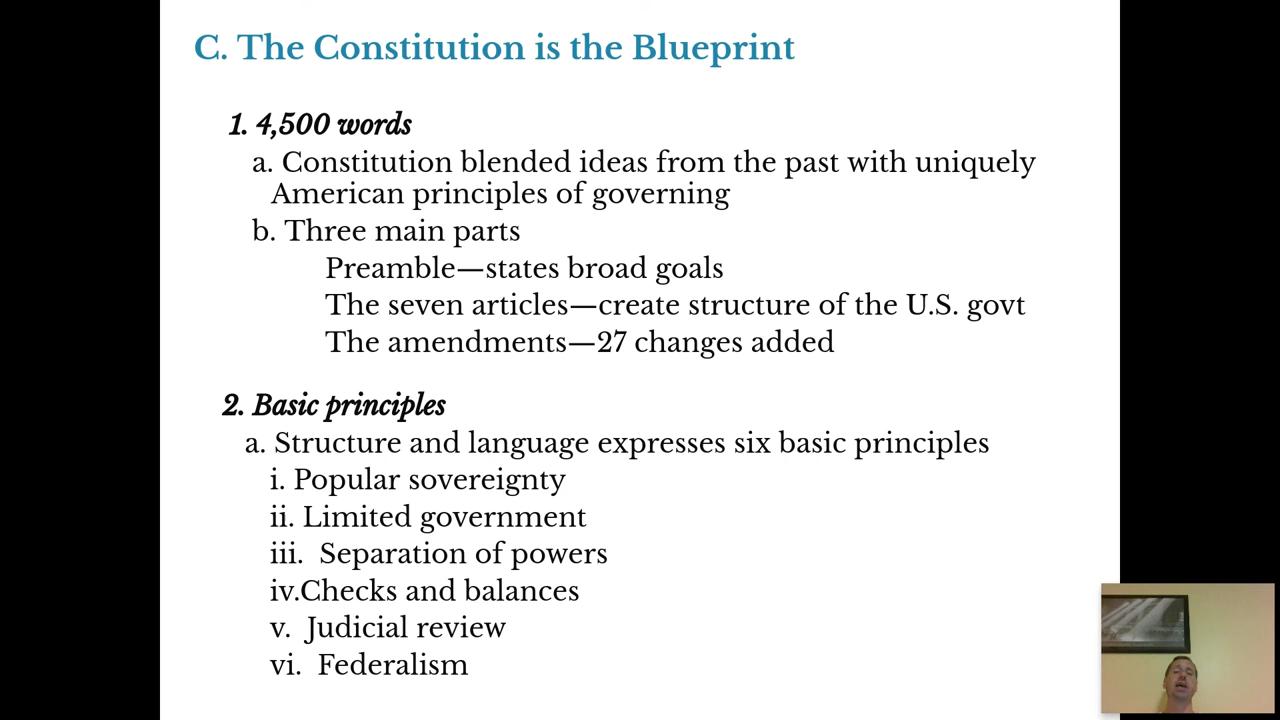 C. The Constitution is the Blueprint
1. 4,500 words
a. Constitution blended ideas from the past with uniquely
American principles of governing
b. Three main parts
Preamble—states broad goals
The seven articles—create structure of the U.S. govt
The amendments—27 changes added
2. Basic principles
a. Structure and language expresses six basic principles
i. Popular sovereignty
ii. Limited government
iii. Separation of powers
iv.Checks and balances
v. Judicial review
vi. Federalism